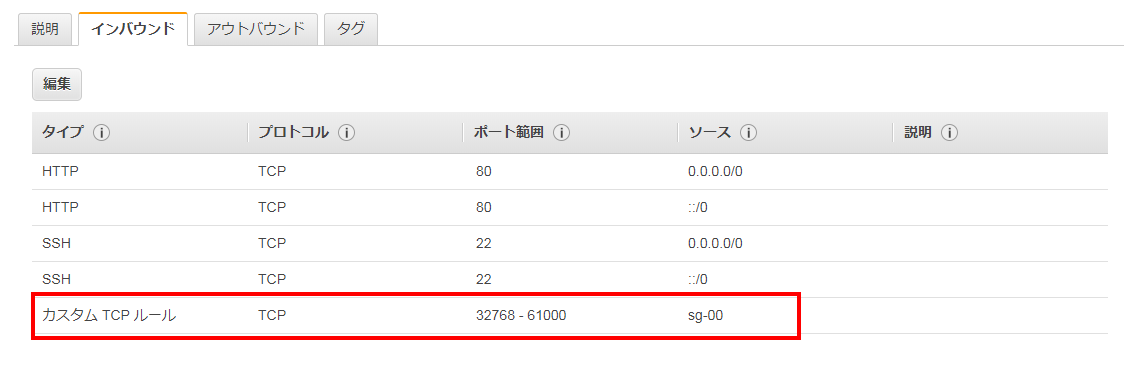 説明 インバウンド アウトバウンド タグ
編集
タイプ プロトコル ポート範囲 ソース 説明
HTTP TCP 80 0.0.0.0/0
HTTP TCP 80 ::/0
SSH TCP 22 0.0.0.0/0
SSH TCP 22 ::/0
カスタム TCP ルール TCP 32768 - 61000 sg-00